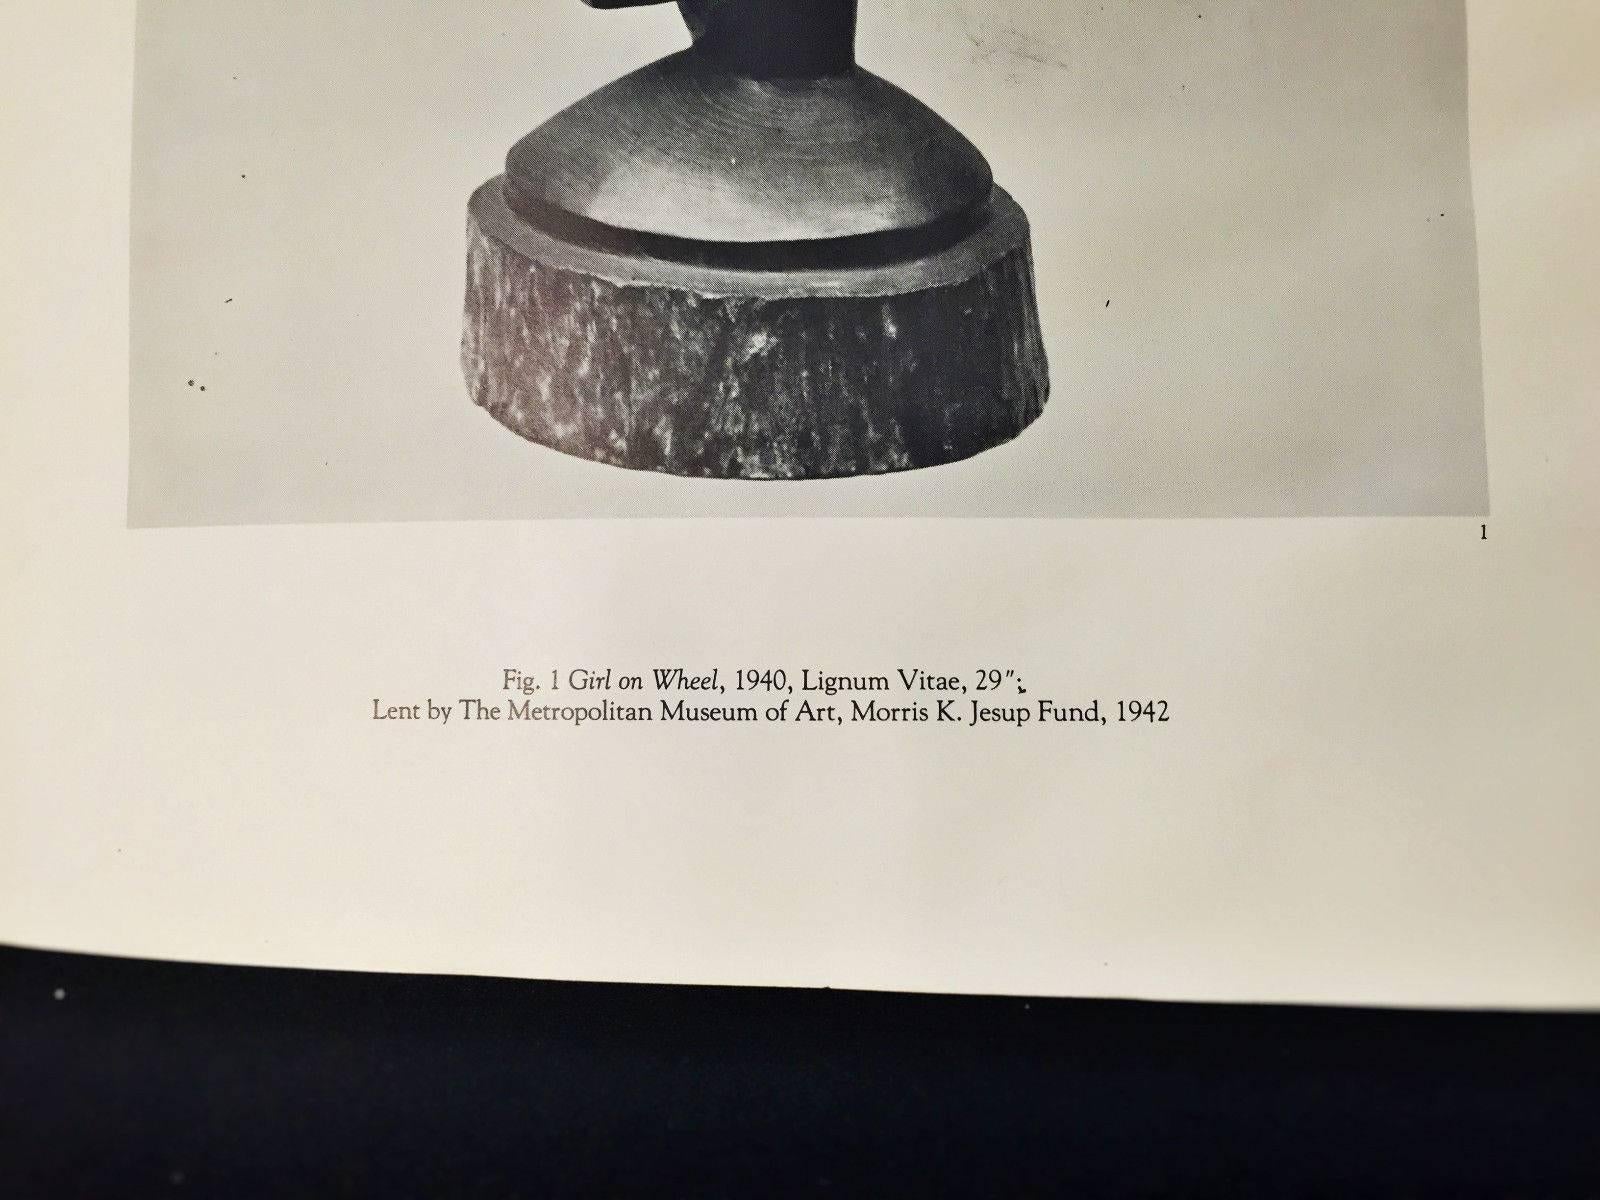 1
Fig. 1 Girl on Wheel, 1940, Lignum Vitae, 29";
Lent by The Metropolitan Museum of Art, Morris K. Jesup Fund, 1942